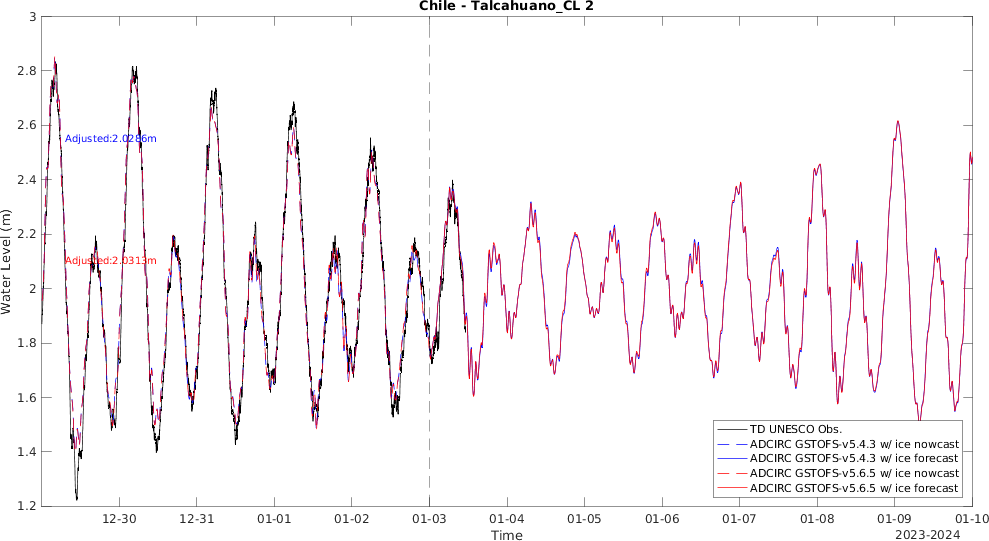 Chile - Talcahuano_CL 2
Water Level (m)
3
2.8
2.6
2.4
2.2
2
1.8
1.6
1.4
1.2
Adjusted:2.0286m
Adjusted:2.0313m
TD UNESCO Obs.
ADCIRC GSTOFS-v5.4.3 w/ ice nowcast
ADCIRC GSTOFS-v5.4.3 w/ ice forecast
ADCIRC GSTOFS-v5.6.5 w/ ice nowcast
ADCIRC GSTOFS-v5.6.5 w/ ice forecast
12-30 12-31 01-01 01-02 01-03 01-04 01-05 01-06 01-07 01-08 01-09 01-10
Time
2023-2024